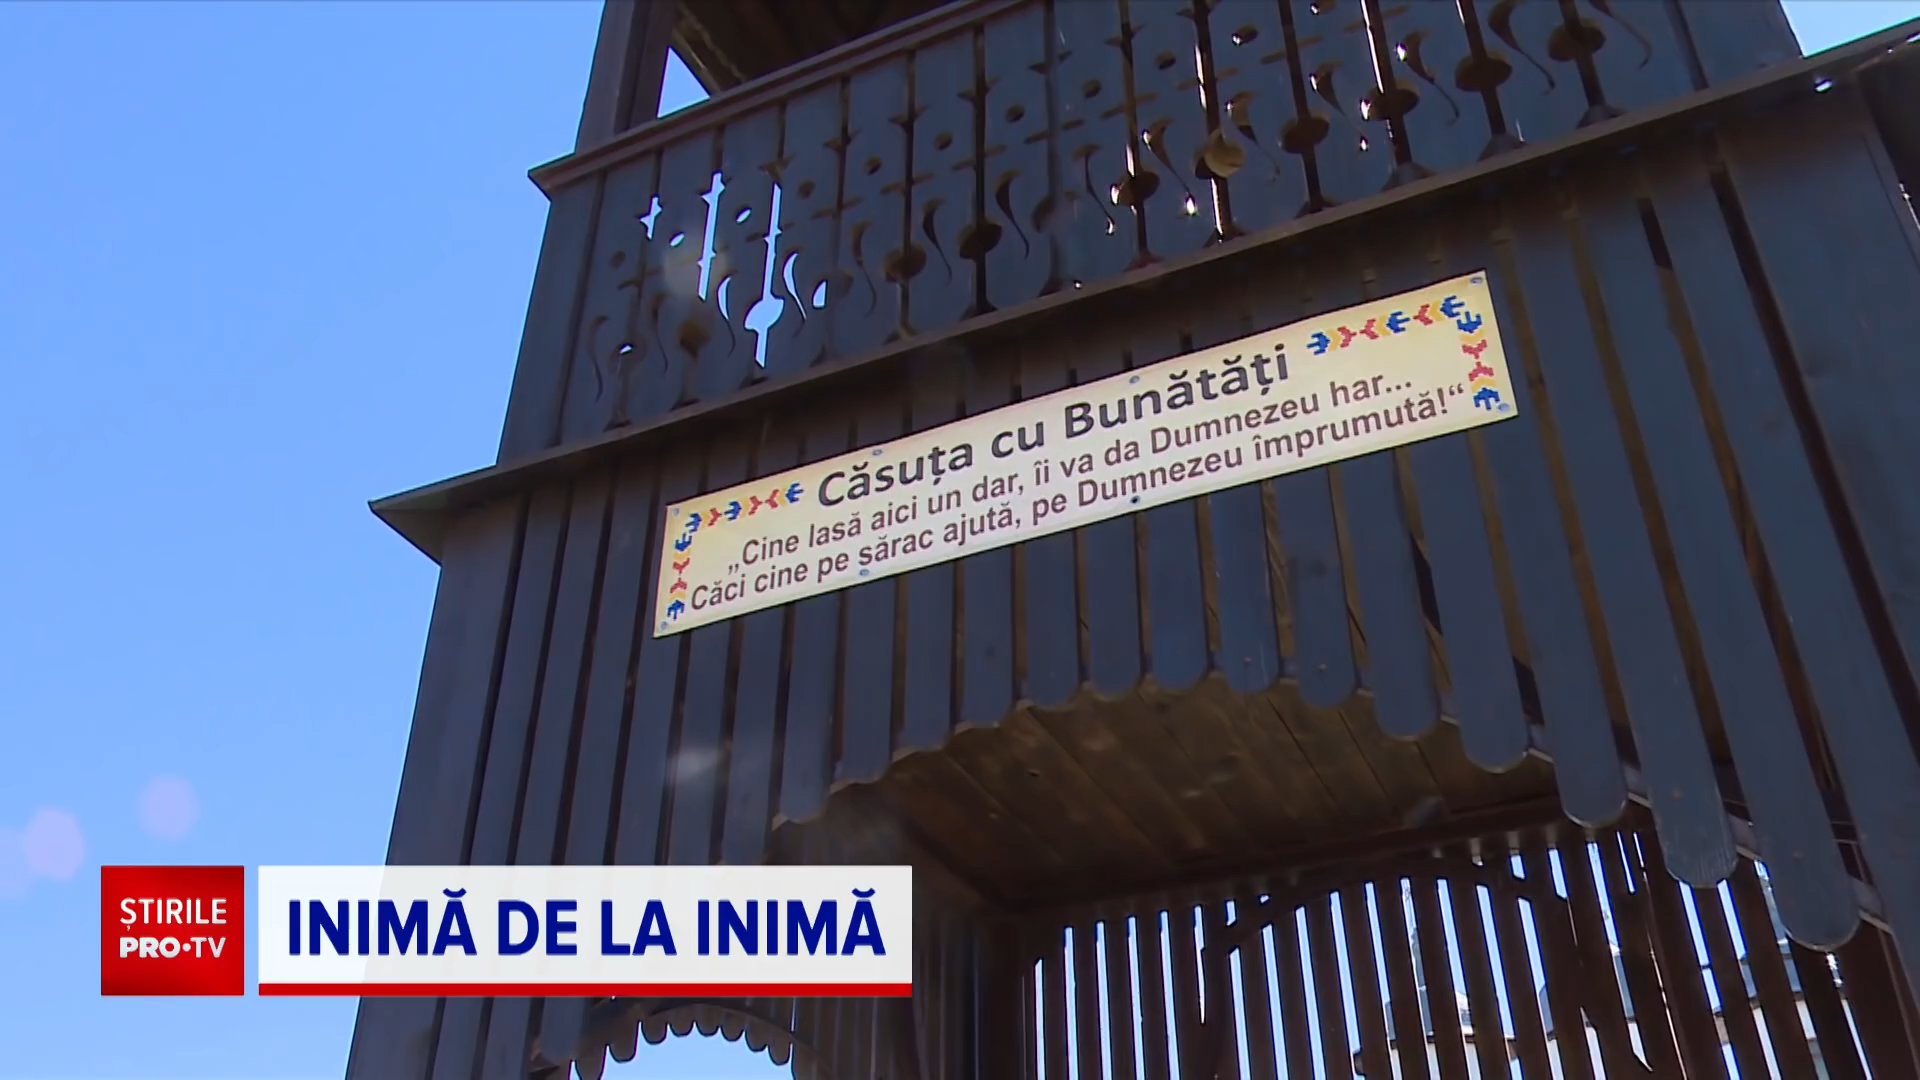 Căsuța cu Bunătăți
„Cine lasă aici un dar, îi va da Dumnezeu har...
Căci cine pe sărac ajută, pe Dumnezeu împrumută!“
ȘTIRILE
PRO•TV
INIMĂ DE LA INIMĂ